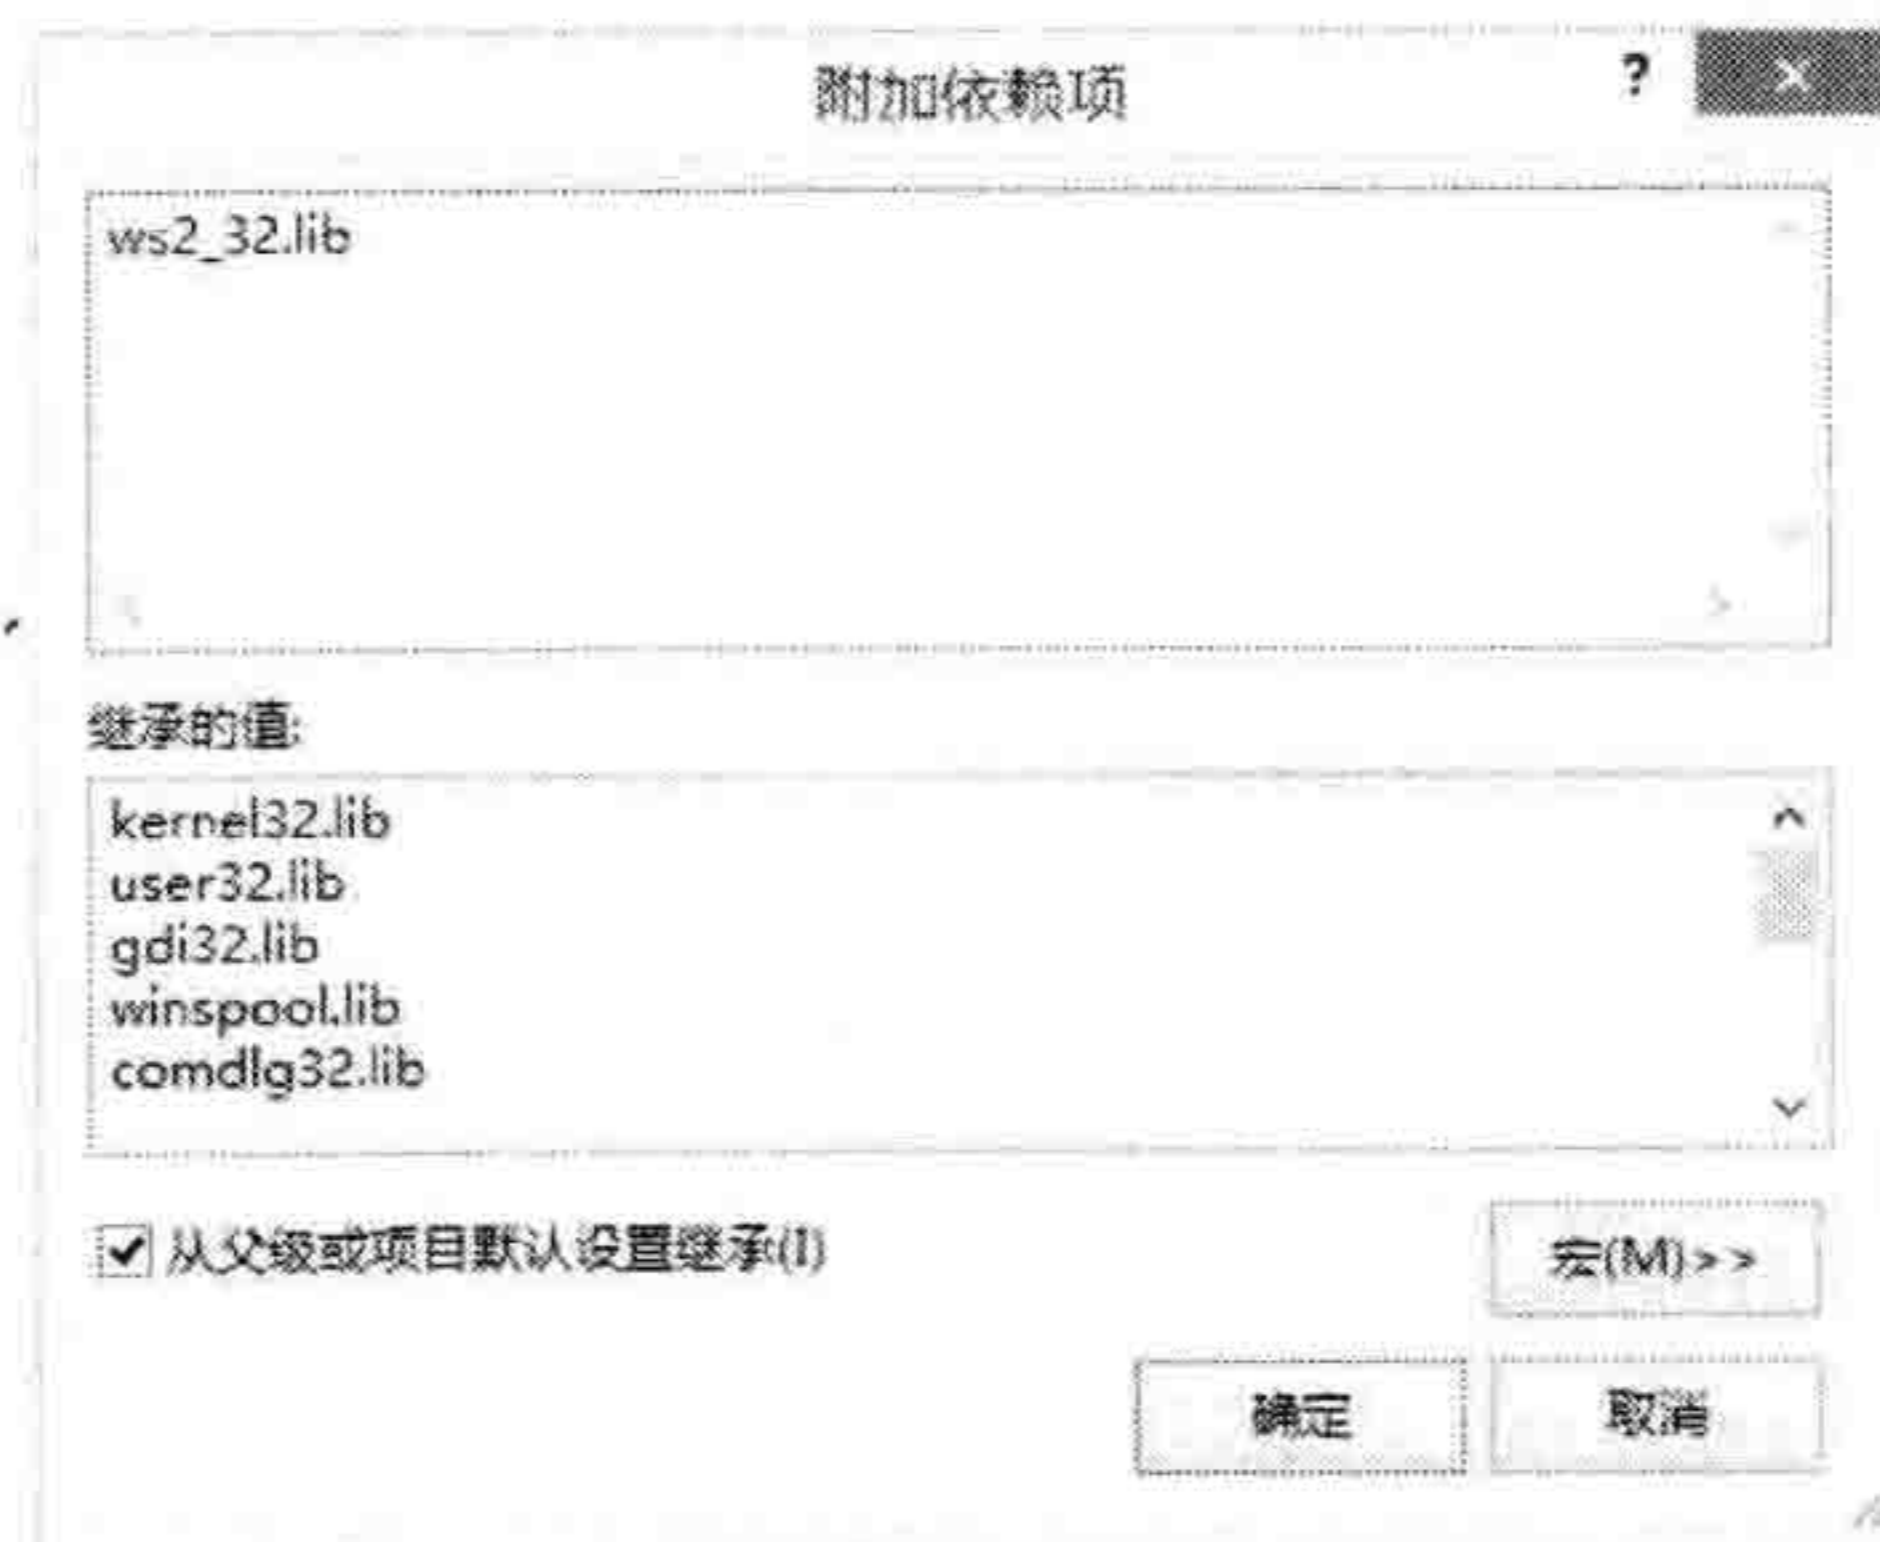 附加依赖项
?
ws2_32.lib
继承的值:
kernel32.lib
user32.lib
gdi32.lib
winspool.lib
comdlg32.lib
从父级或项目默认设置继承(I)
宏(M)>>
确定
取消